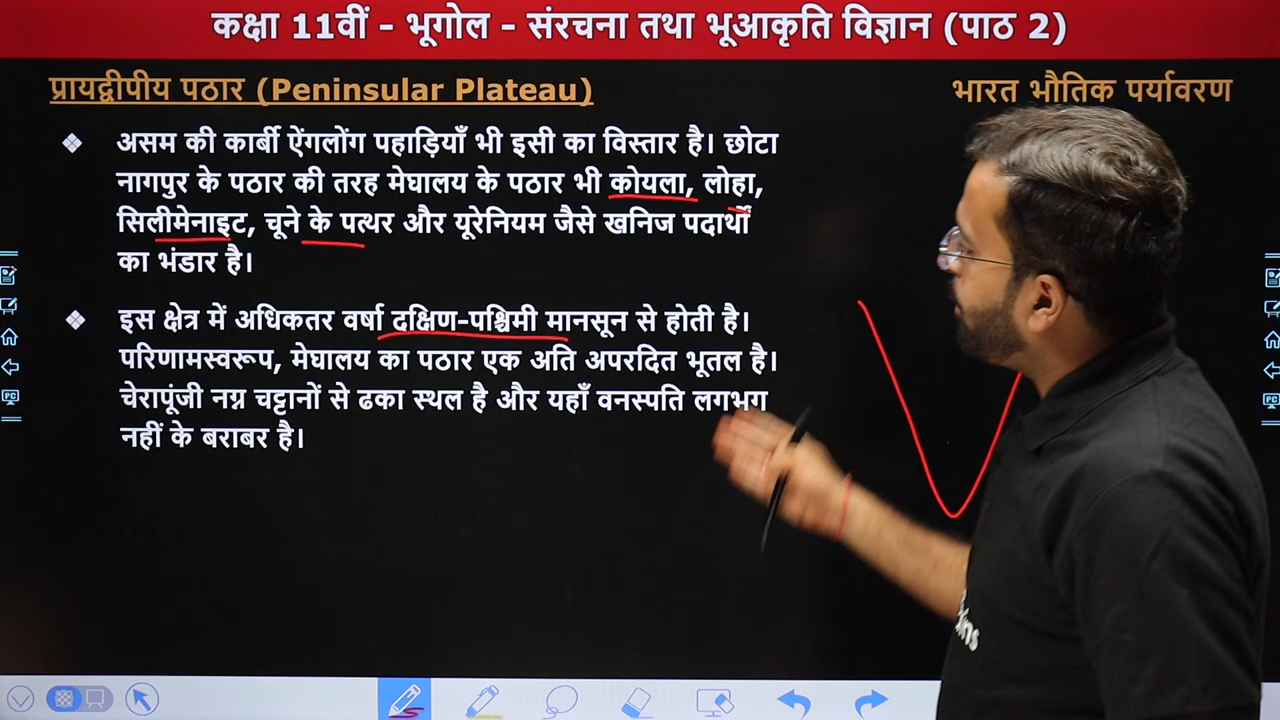 कक्षा 11वीं - भूगोल - संरचना तथा भूआकृति विज्ञान (पाठ 2)
प्रायद्वीपीय पठार (Peninsular Plateau)
भारत भौतिक पर्यावरण
❖ असम की कार्बी ऐंगलोंग पहाड़ियाँ भी इसी का विस्तार है। छोटा
नागपुर के पठार की तरह मेघालय के पठार भी कोयला, लोहा,
सिलीमेनाइट, चूने के पत्थर और यूरेनियम जैसे खनिज पदार्थों
का भंडार है।
❖ इस क्षेत्र में अधिकतर वर्षा दक्षिण-पश्चिमी मानसून से होती है।
परिणामस्वरूप, मेघालय का पठार एक अति अपरदित भूतल है।
चेरापूंजी नग्न चट्टानों से ढका स्थल है और यहाँ वनस्पति लगभग
नहीं के बराबर है।